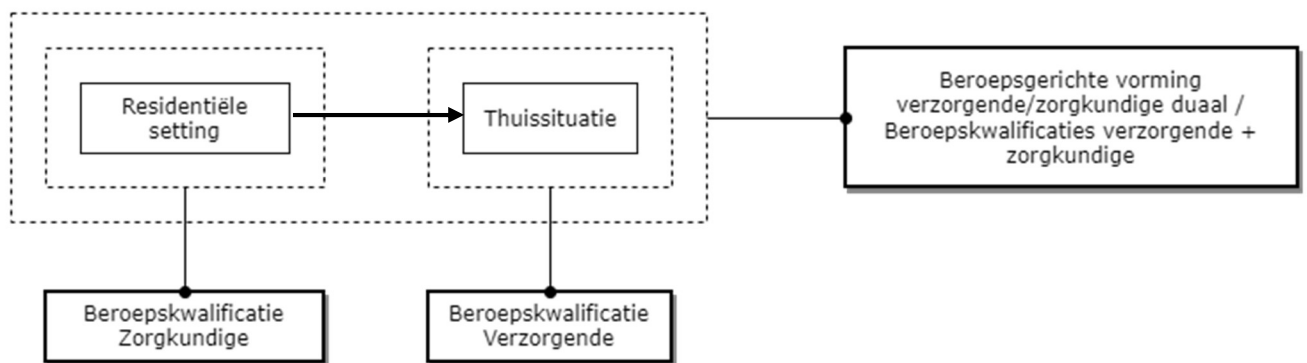 Residentiële
setting
Thuissituatie
Beroepsgerichte vorming
verzorgende/zorgkundige duaal /
Beroepskwalificaties verzorgende +
zorgkundige
Beroepskwalificatie
Zorgkundige
Beroepskwalificatie
Verzorgende